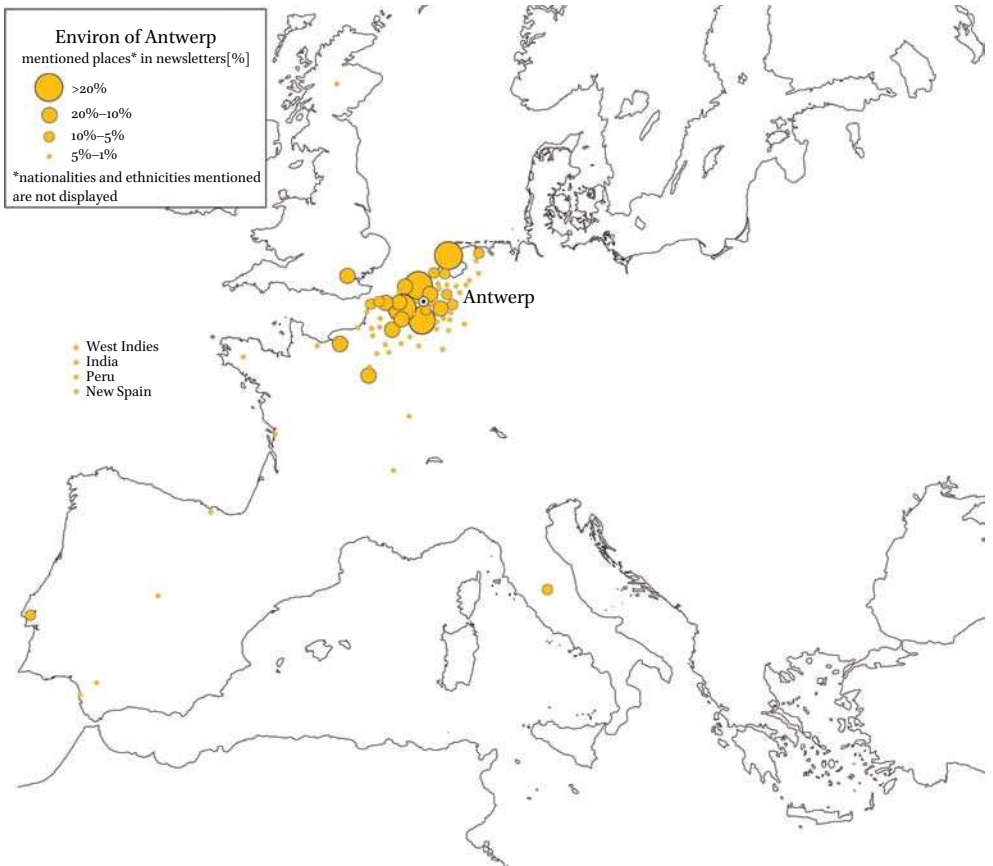 Environ of Antwerp
mentioned places* in newsletters[%]
>20%
20%–10%
10%–5%
5%–1%
*nationalities and ethnicities mentioned
are not displayed
Antwerp
West Indies
India
Peru
New Spain